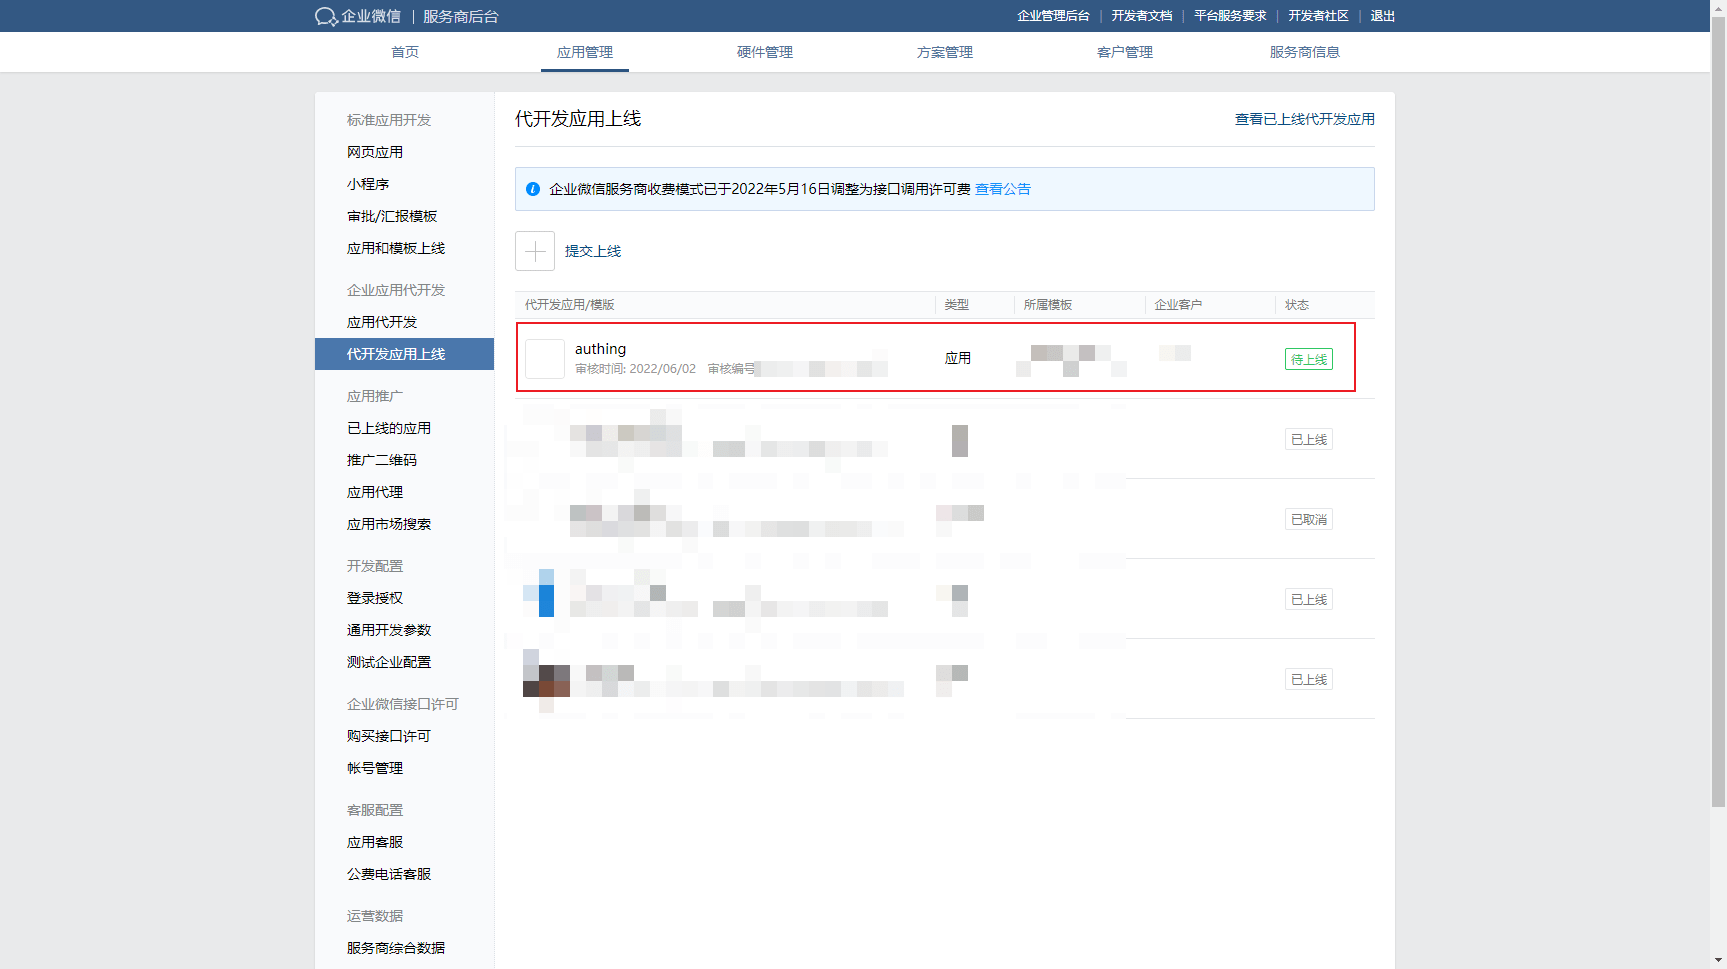 企业微信 | 服务商后台
企业管理后台 | 开发者文档 | 平台服务要求 | 开发者社区 | 退出
首页 应用管理 硬件管理 方案管理 客户管理 服务商信息
标准应用开发
网页应用
小程序
审批/汇报模板
应用和模板上线
企业应用代开发
应用代开发
代开发应用上线
应用推广
已上线的应用
推广二维码
应用代理
应用市场搜索
开发配置
登录授权
通用开发参数
测试企业配置
企业微信接口许可
购买接口许可
帐号管理
客服配置
应用客服
公费电话客服
运营数据
服务商综合数据
代开发应用上线
查看已上线代开发应用
企业微信服务商收费模式已于2022年5月16日调整为接口调用许可费 查看公告
提交上线
代开发应用/模版 类型 所属模板 企业客户 状态
authing
审核时间: 2022/06/02 审核编号
应用
待上线
已上线
已取消
已上线
已上线